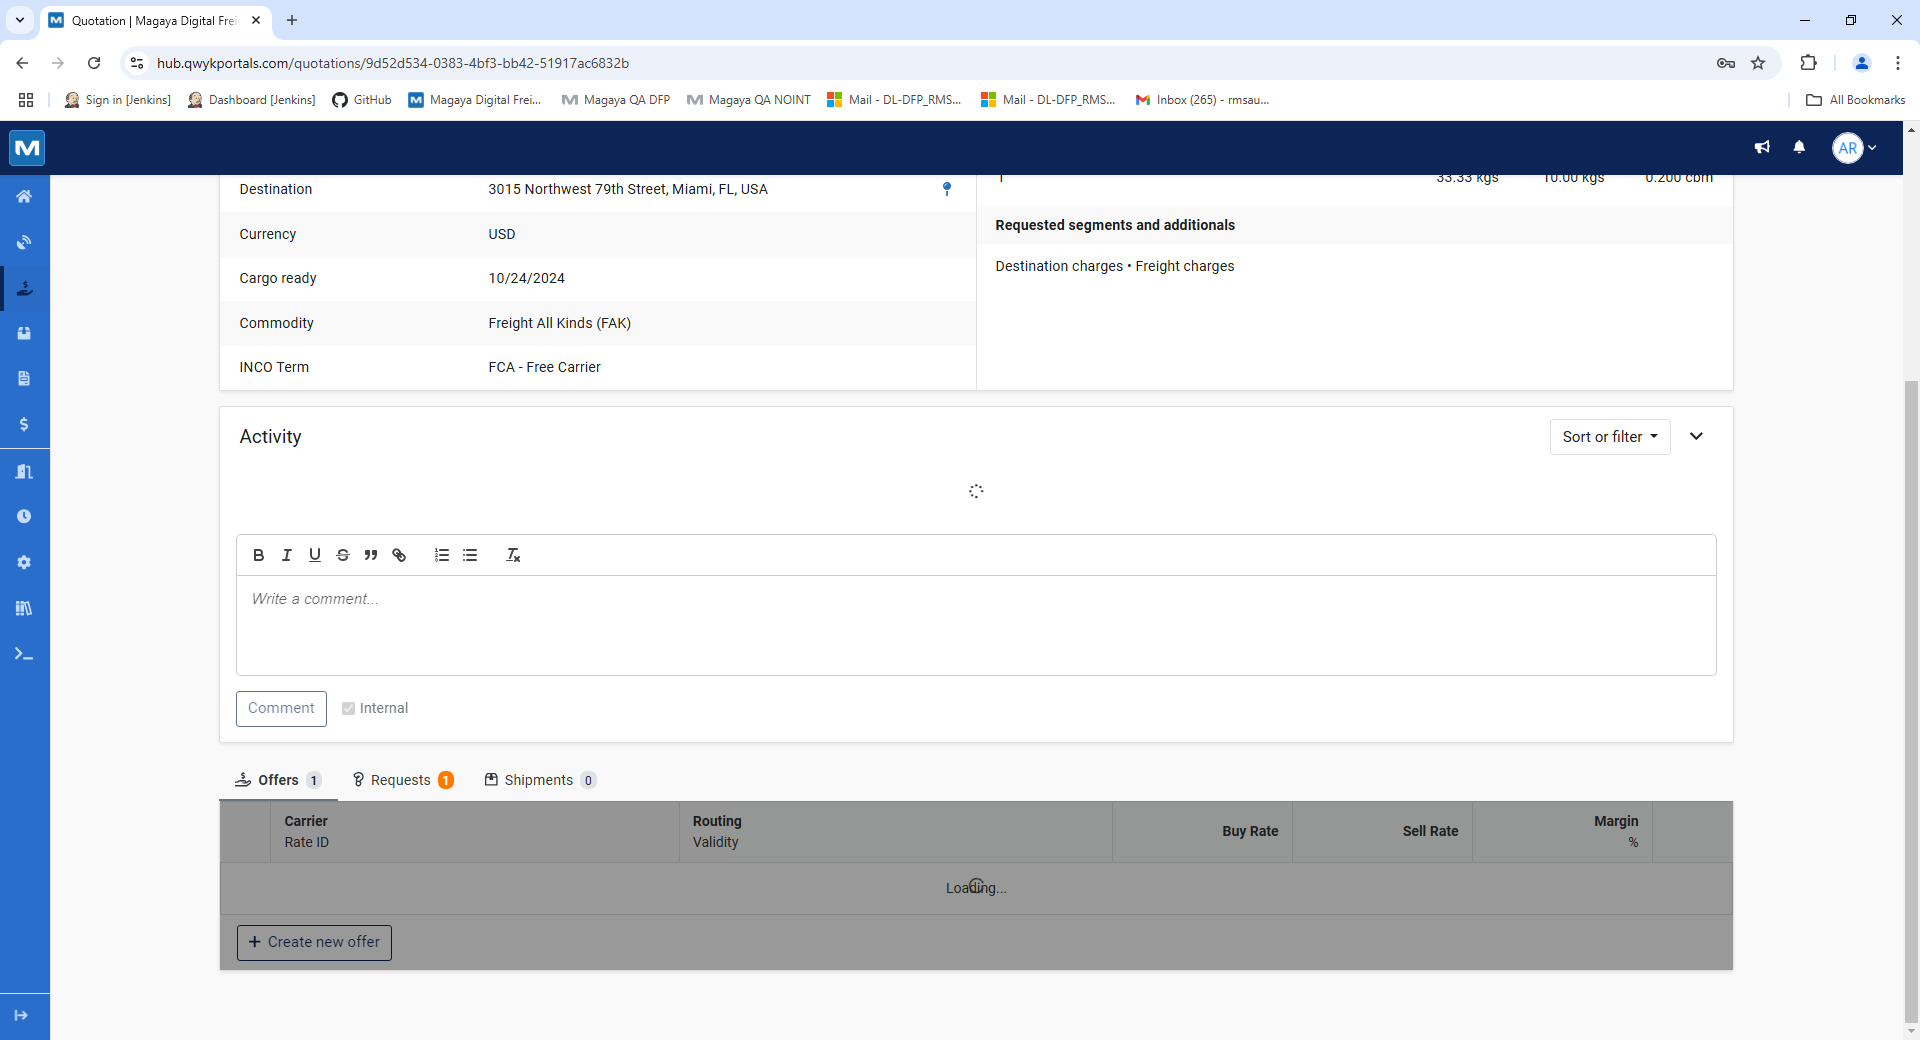 Quotation | Magaya Digital Frei
hub.qwykportals.com/quotations/9d52d534-0383-4bf3-bb42-51917ac6832b
Sign in [Jenkins]
Dashboard [Jenkins]
GitHub
Magaya Digital Frei...
Magaya QA DFP
Magaya QA NOINT
Mail - DL-DFP_RMS...
Mail - DL-DFP_RMS...
Inbox (265) - rmsau...
All Bookmarks
AR
Destination 3015 Northwest 79th Street, Miami, FL, USA
Currency USD
Cargo ready 10/24/2024
Commodity Freight All Kinds (FAK)
INCO Term FCA - Free Carrier
1 33.33 kgs 10.00 kgs 0.200 cbm
Requested segments and additionals
Destination charges • Freight charges
Activity
Sort or filter
Write a comment...
Comment
Internal
Offers 1
Requests 1
Shipments 0
Carrier
Rate ID
Routing
Validity
Buy Rate
Sell Rate
Margin
%
Loading...
+ Create new offer